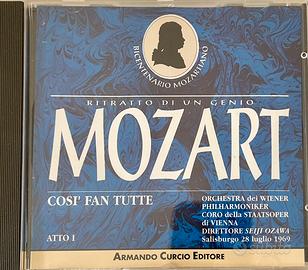 BICENTENARIO MOZARTIANO
RITRATTO DI UN GENIO
MOZART
COSI' FAN TUTTE
ATTO I
ORCHESTRA dei WIENER
PHILHARMONIKER
CORO della STAATSOPER
di VIENNA
DIRETTORE SEIJI OZAWA
Salisburgo 28 luglio 1969
ARMANDO CURCIO EDITORE